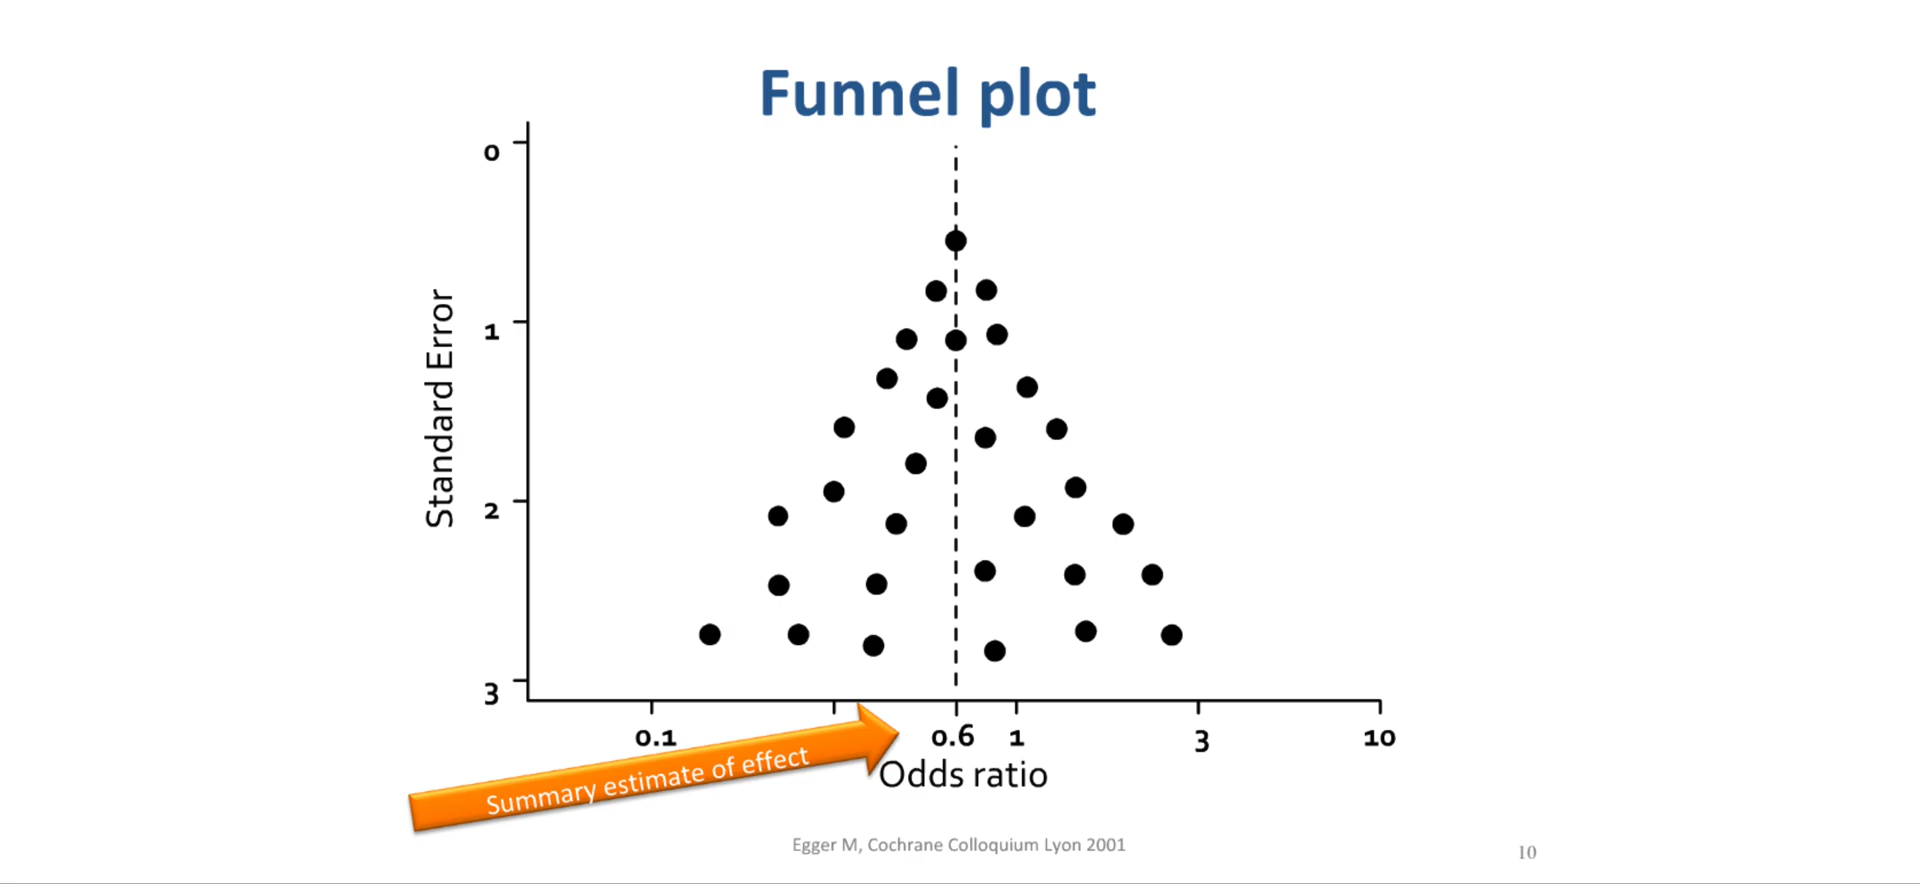 Funnel plot
0
1
2
3
Standard Error
0.1
0.6
1
3
10
Summary estimate of effect
Odds ratio
Egger M, Cochrane Colloquium Lyon 2001
10